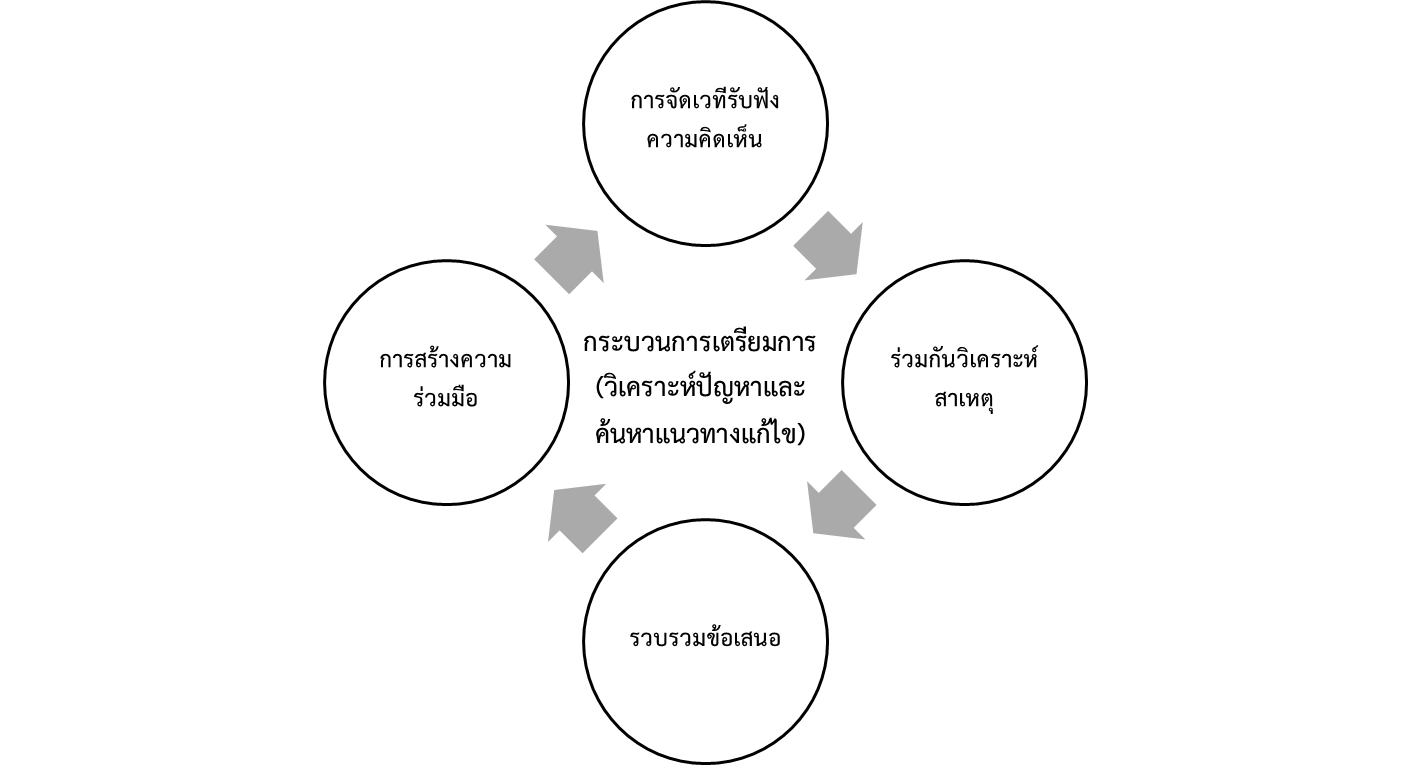 การจัดเวทีรับฟัง
ความคิดเห็น
การสร้างความ
ร่วมมือ
กระบวนการเตรียมการ
(วิเคราะห์ปัญหาและ
ค้นหาแนวทางแก้ไข)
ร่วมกันวิเคราะห์
สาเหตุ
รวบรวมข้อเสนอ